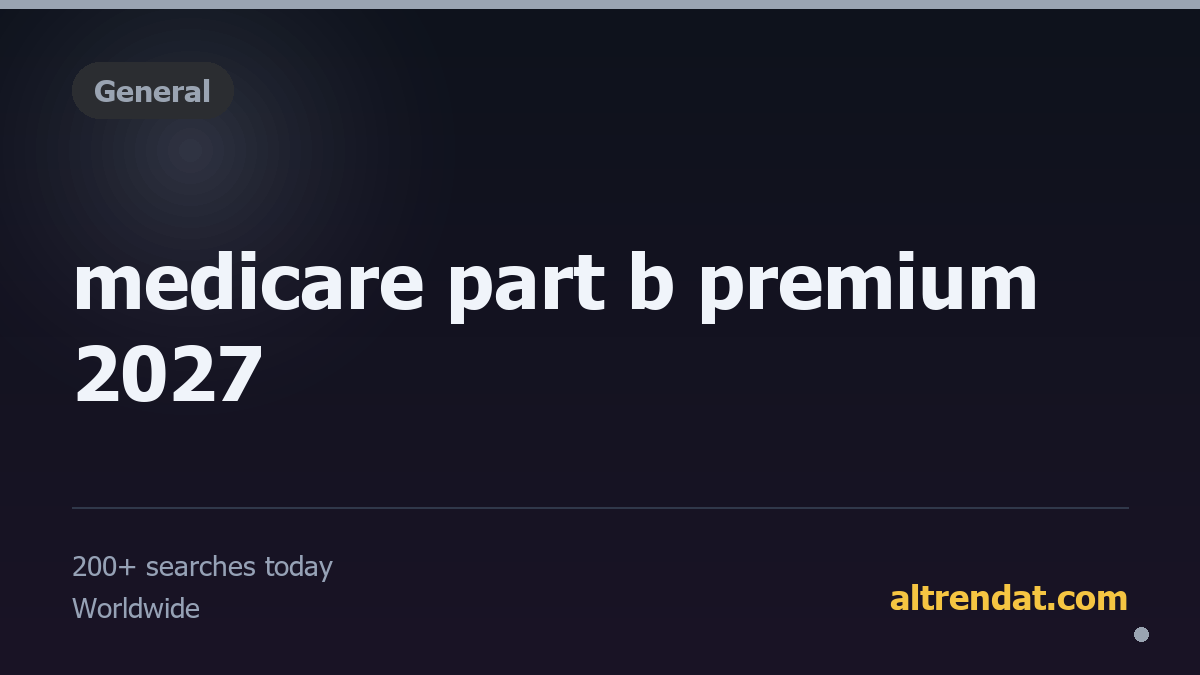 General
medicare part b premium
2027
200+ searches today
Worldwide
altrendat.com